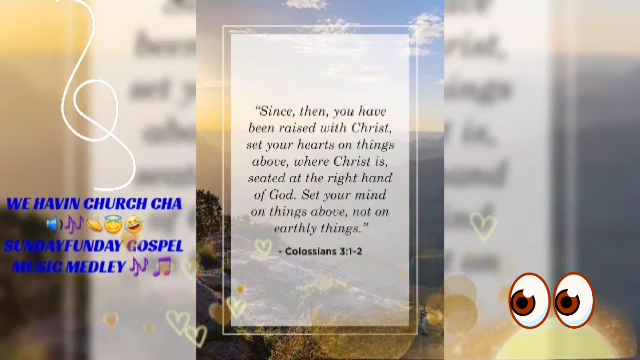 “Since, then, you have
been raised with Christ,
set your hearts on things
above, where Christ is,
seated at the right hand
of God. Set your mind
on things above, not on
earthly things.”
- Colossians 3:1-2
WE HAVIN CHURCH CHA
🔊🎶👏😇🤣
SUNDAYFUNDAY GOSPEL
MUSIC MEDLEY 🎶🎵